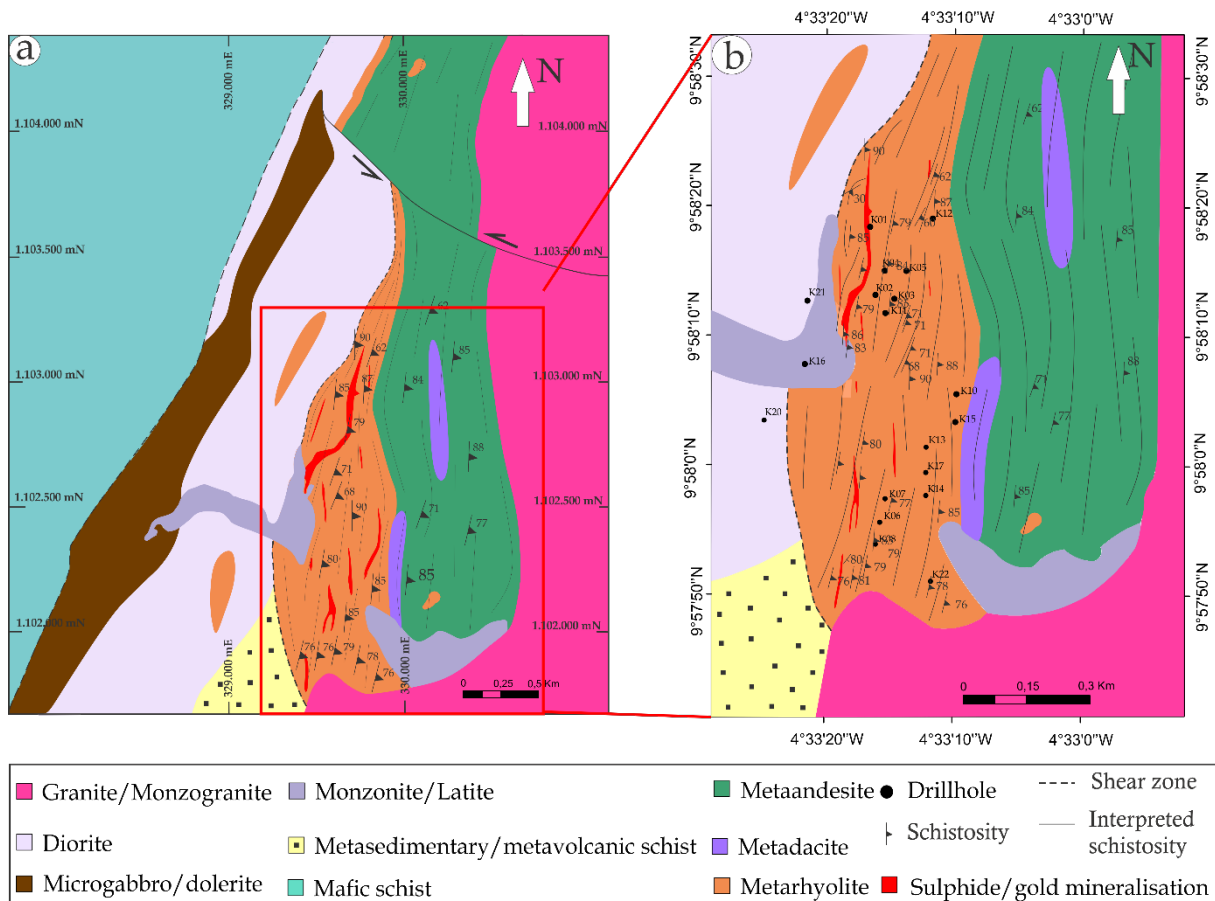 a
N
329.000 mE
330.000 mE
1.104.000 mN
1.104.000 mN
1.103.500 mN
1.103.500 mN
1.103.000 mN
1.103.000 mN
1.102.500 mN
1.102.500 mN
1.102.000 mN
1.102.000 mN
90
62
85
87
79
71
68
90
80
85
85
76
76
79
78
76
85
84
88
71
77
85
329.000 mE
330.000 mE
0 0,25 0,5 Km
b
N
4°33'20"W 4°33'10"W 4°33'0"W
9°58'30"N
9°58'30"N
9°58'20"N
9°58'20"N
9°58'10"N
9°58'10"N
9°58'0"N
9°58'0"N
9°57'50"N
9°57'50"N
90
62
62
30
87
K12
84
K01
79
85
83
K04
84
K05
K21
K02
K03
79
K11
71
86
71
83
71
K16
68
88
88
90
K10
71
K20
K15
77
80
K13
K17
K14
85
K07
77
85
K06
K08
79
80
79
76
81
K22
78
76
0 0,15 0,3 Km
4°33'20"W 4°33'10"W 4°33'0"W
Granite/Monzogranite
Monzonite/Latite
Metaandesite
Drillhole
Shear zone
Diorite
Metasedimentary/metavolcanic schist
Metadacite
Schistosity
Interpreted
schistosity
Microgabbro/dolerite
Mafic schist
Metarhyolite
Sulphide/gold mineralisation